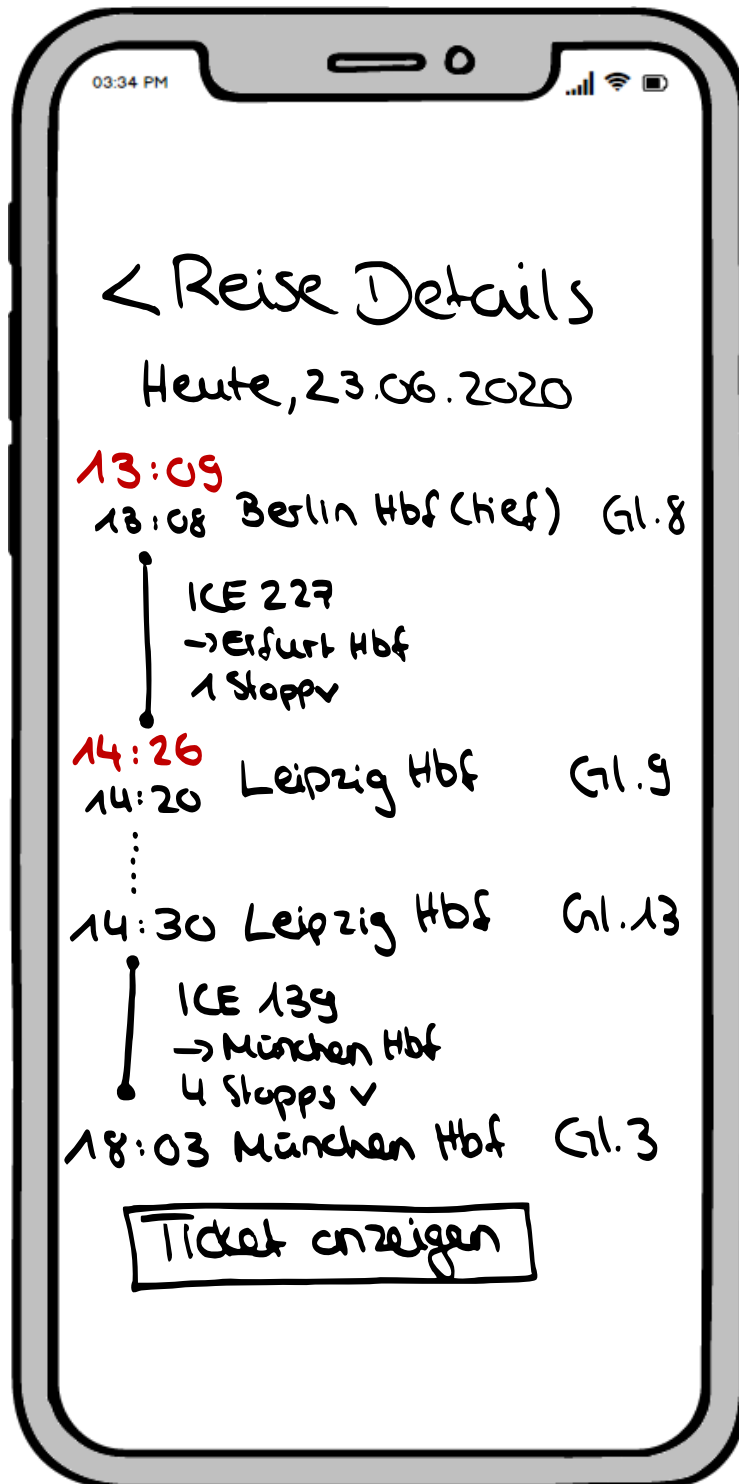 03:34 PM
< Reise Details
Heute, 23.06.2020
13:09
13:08 Berlin Hbf (tief) Gl.8
ICE 227
→ Erfurt Hbf
1 Stopp v
14:26
14:20 Leipzig Hbf Gl.9
14:30 Leipzig Hbf Gl.13
ICE 139
→ München Hbf
4 Stopps v
18:03 München Hbf Gl.3
Ticket anzeigen